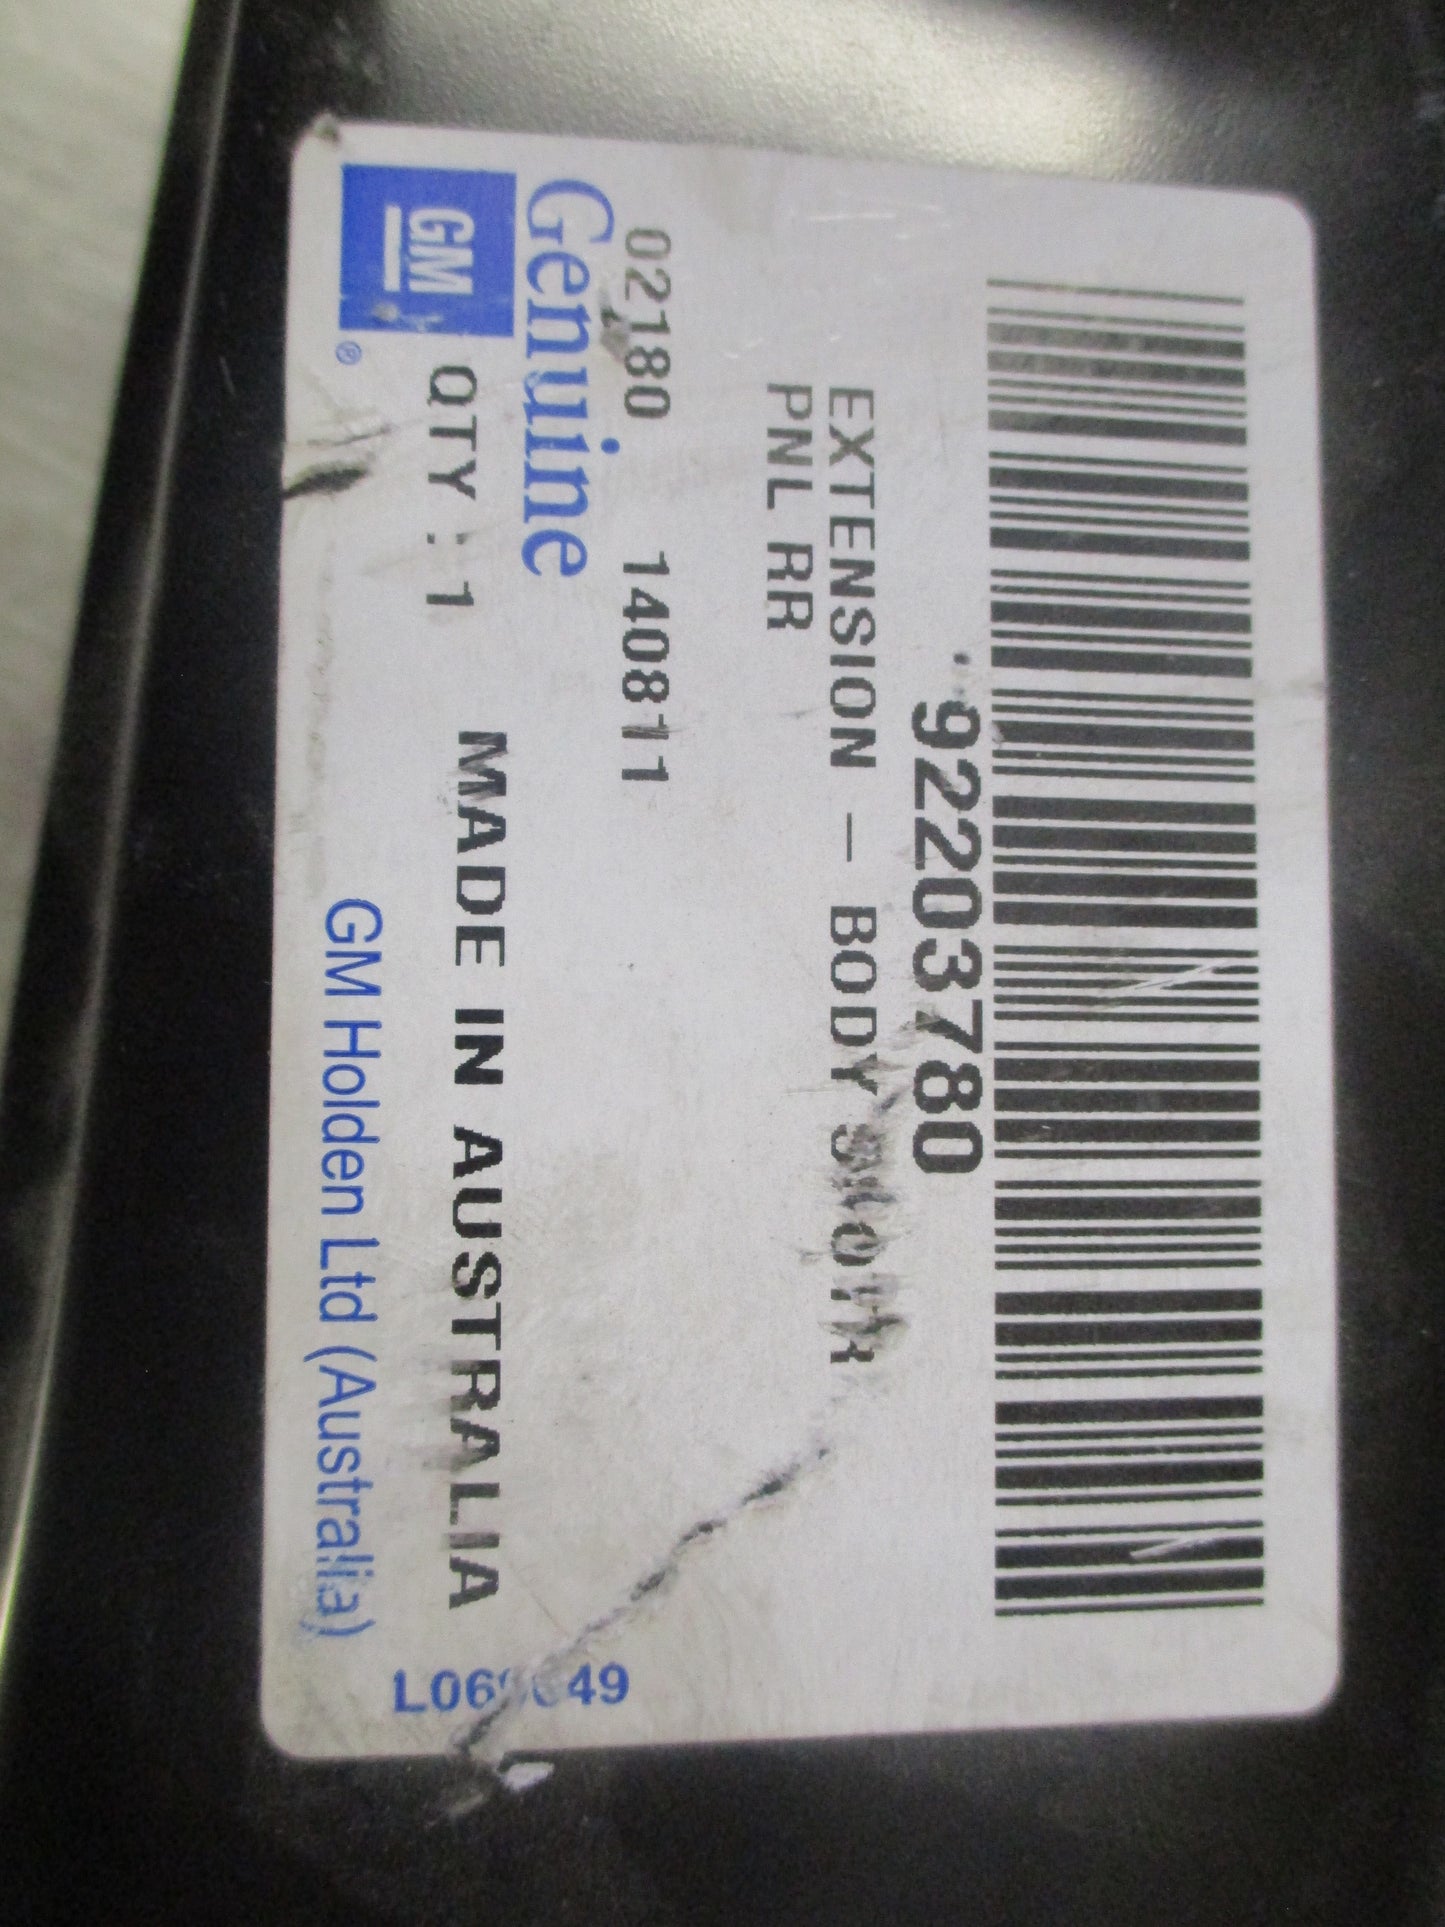 92203780
EXTENSION – BODY
PNL RR
02180 140811
Genuine
GM
®
QTY : 1 MADE IN AUSTRALIA
GM Holden Ltd (Australia)